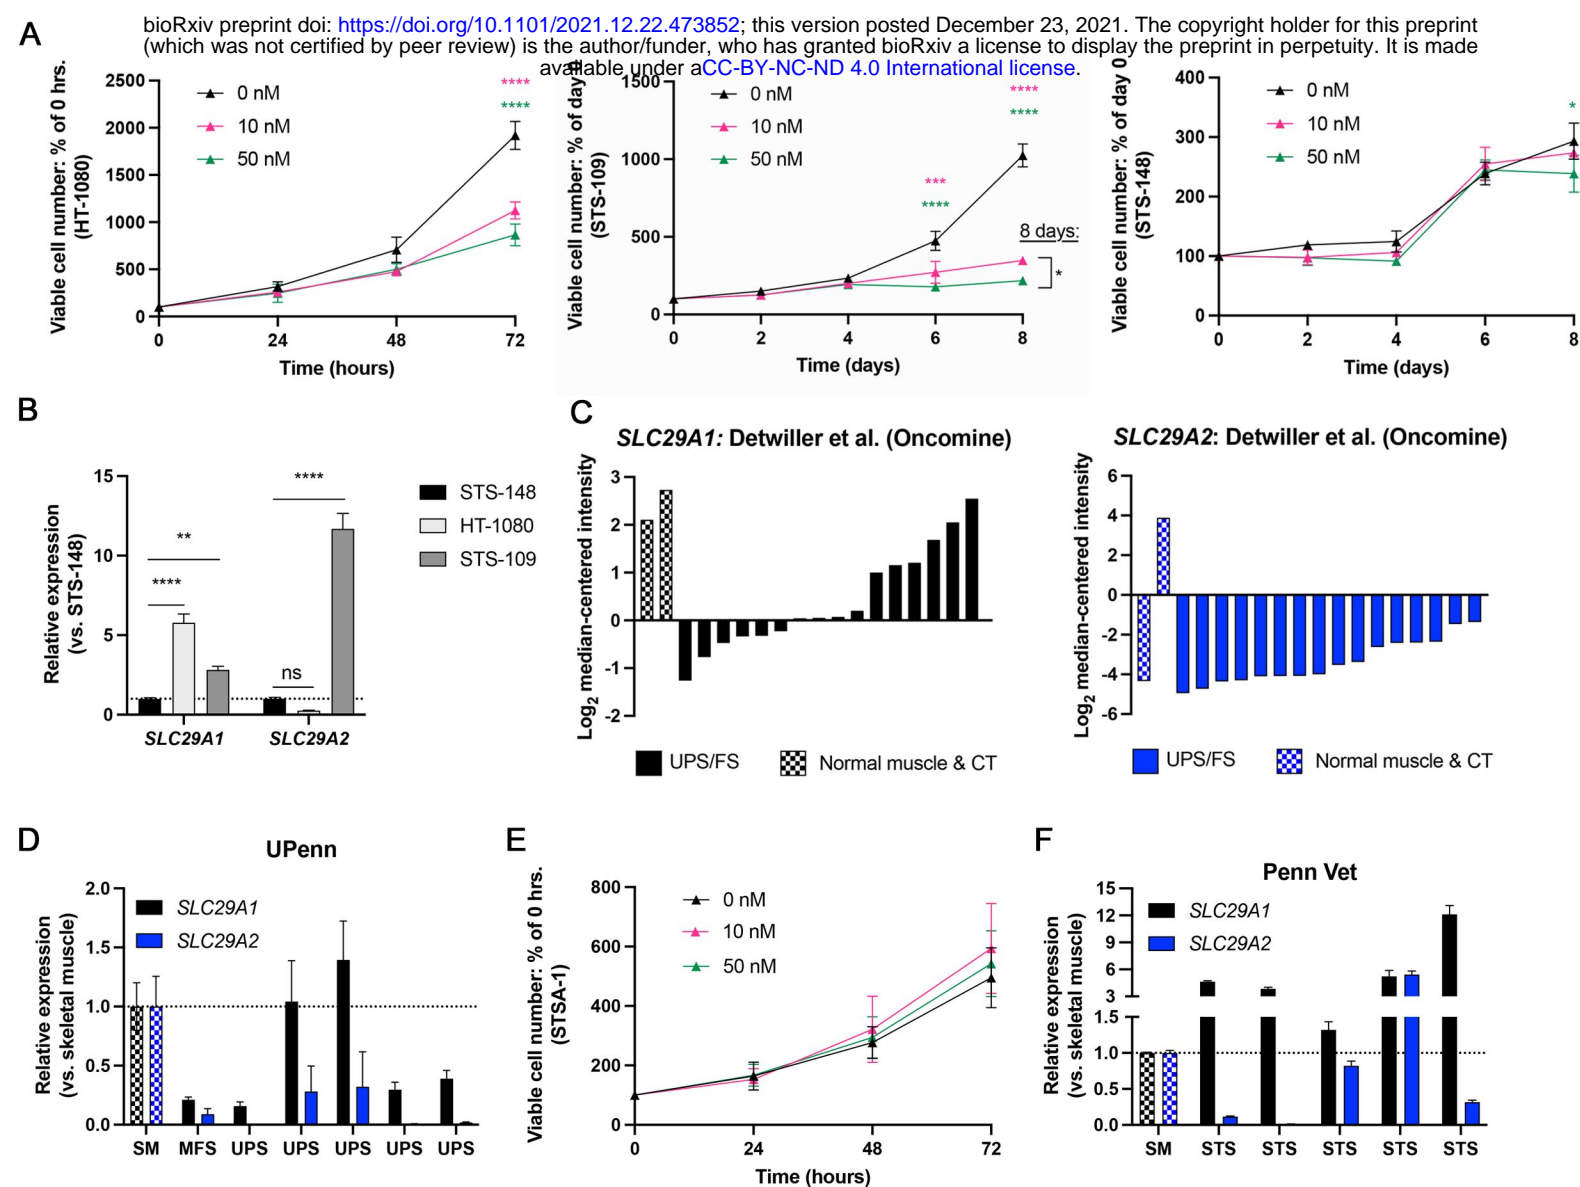 bioRxiv preprint doi: https://doi.org/10.1101/2021.12.22.473852; this version posted December 23, 2021. The copyright holder for this preprint
(which was not certified by peer review) is the author/funder, who has granted bioRxiv a license to display the preprint in perpetuity. It is made
available under aCC-BY-NC-ND 4.0 International license.
A
Viable cell number: % of 0 hrs.
(HT-1080)
2500
2000
1500
1000
500
0
0 nM
10 nM
50 nM
****
****
0 24 48 72
Time (hours)
Viable cell number: % of day 0
(STS-109)
1500
1000
500
0
0 nM
10 nM
50 nM
***
****
****
****
8 days:
*
0 2 4 6 8
Time (days)
Viable cell number: % of day 0
(STS-148)
400
300
200
100
0
0 nM
10 nM
50 nM
*
0 2 4 6 8
Time (days)
B
Relative expression
(vs. STS-148)
15
10
5
0
****
**
ns
****
SLC29A1 SLC29A2
STS-148
HT-1080
STS-109
C
SLC29A1: Detwiller et al. (Oncomine)
Log2 median-centered intensity
3
2
1
0
-1
-2
UPS/FS Normal muscle & CT
SLC29A2: Detwiller et al. (Oncomine)
Log2 median-centered intensity
6
4
2
0
-2
-4
-6
UPS/FS Normal muscle & CT
D
UPenn
Relative expression
(vs. skeletal muscle)
2.0
1.5
1.0
0.5
0.0
SLC29A1
SLC29A2
SM MFS UPS UPS UPS UPS UPS
E
Viable cell number: % of 0 hrs.
(STSA-1)
800
600
400
200
0
0 nM
10 nM
50 nM
0 24 48 72
Time (hours)
F
Penn Vet
Relative expression
(vs. skeletal muscle)
15
12
9
6
3
1.5
1.0
0.5
0.0
SLC29A1
SLC29A2
SM STS STS STS STS STS